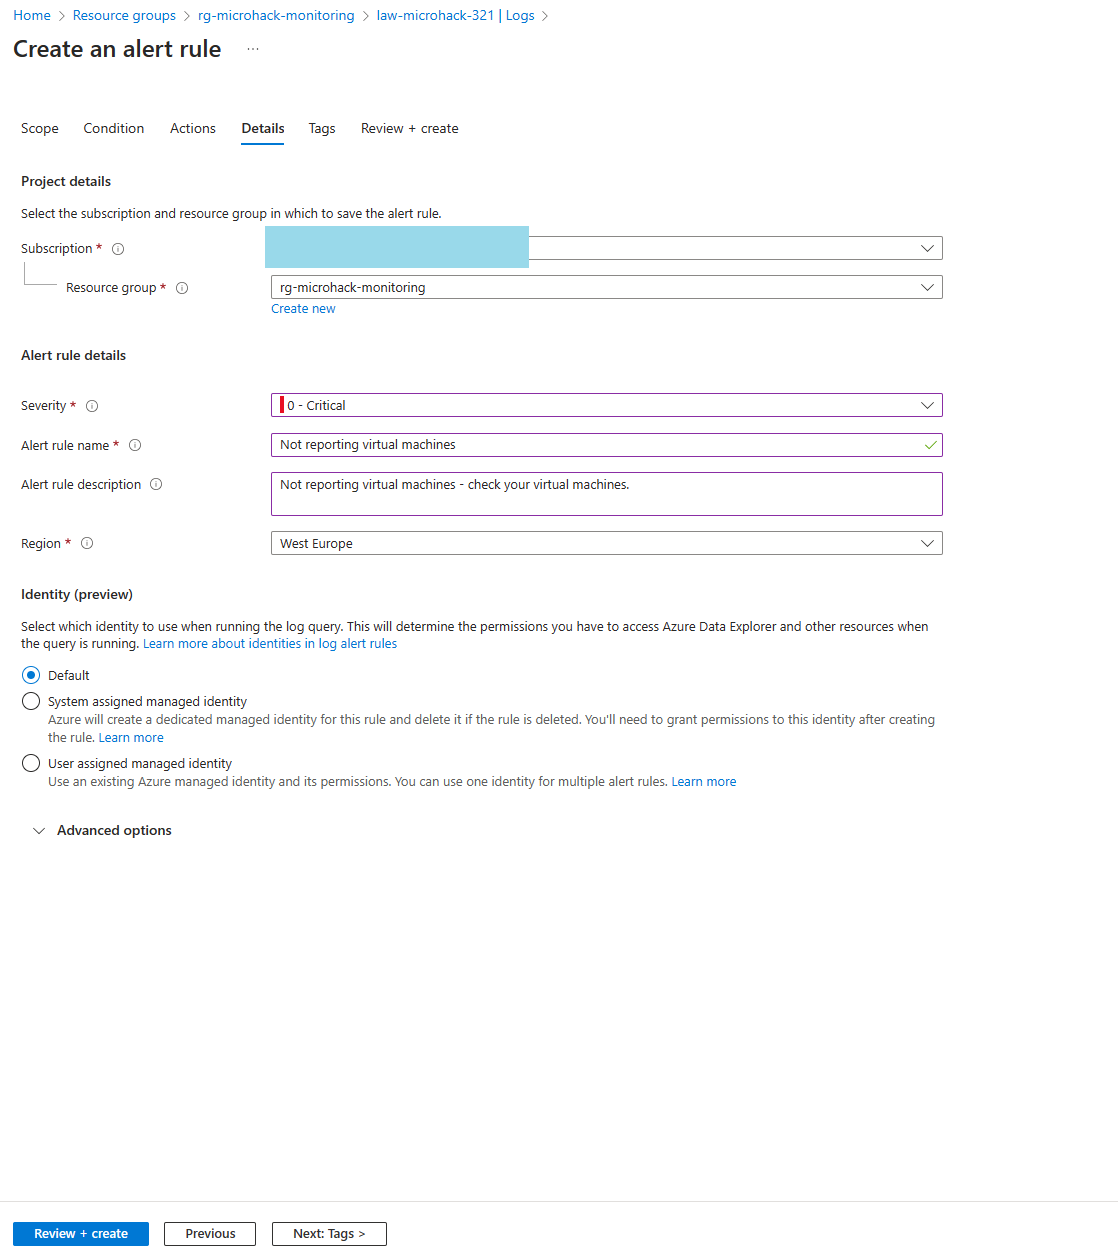 Home > Resource groups > rg-microhack-monitoring > law-microhack-321 | Logs >
Create an alert rule ...
Scope Condition Actions Details Tags Review + create
Project details
Select the subscription and resource group in which to save the alert rule.
Subscription *
Resource group * rg-microhack-monitoring
Create new
Alert rule details
Severity * 0 - Critical
Alert rule name * Not reporting virtual machines
Alert rule description Not reporting virtual machines - check your virtual machines.
Region * West Europe
Identity (preview)
Select which identity to use when running the log query. This will determine the permissions you have to access Azure Data Explorer and other resources when
the query is running. Learn more about identities in log alert rules
Default
System assigned managed identity
Azure will create a dedicated managed identity for this rule and delete it if the rule is deleted. You'll need to grant permissions to this identity after creating
the rule. Learn more
User assigned managed identity
Use an existing Azure managed identity and its permissions. You can use one identity for multiple alert rules. Learn more
Advanced options
Review + create Previous Next: Tags >